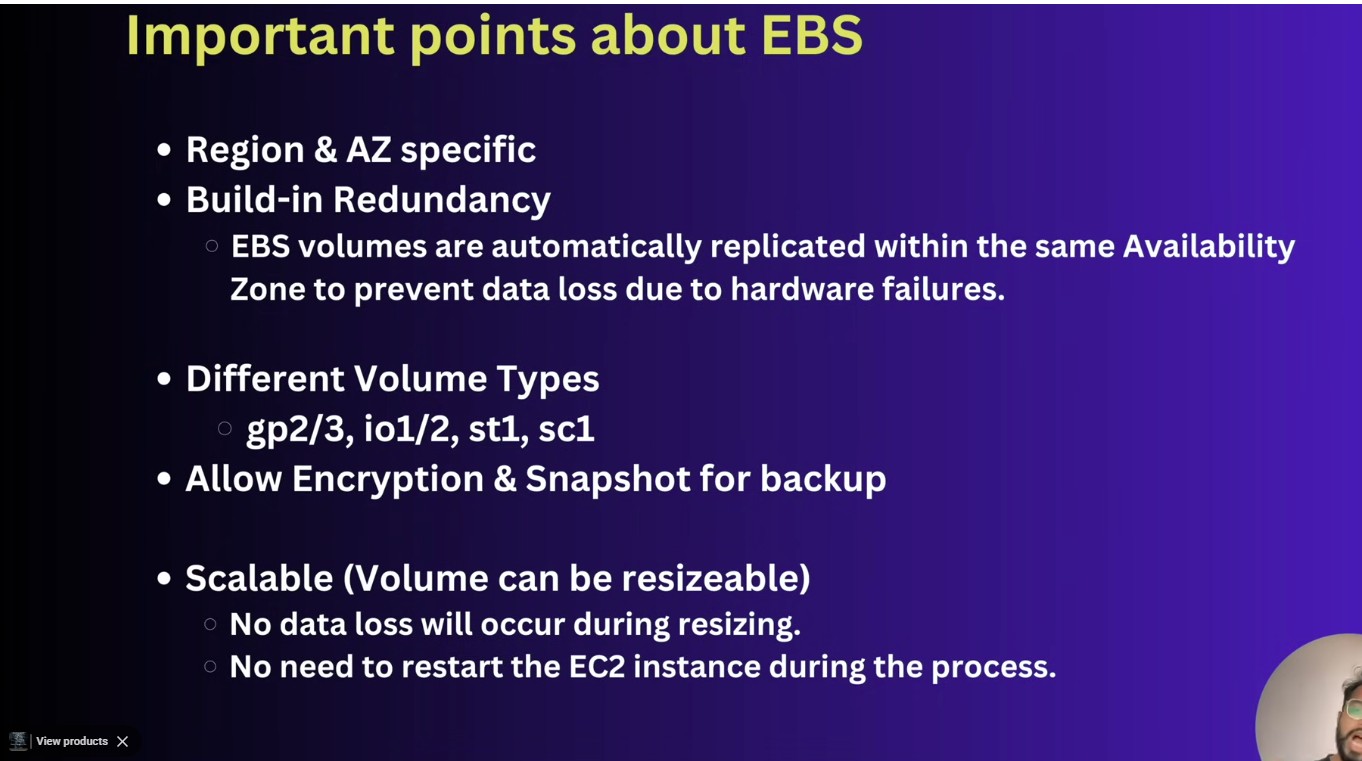 Important points about EBS
Region & AZ specific
Build-in Redundancy
EBS volumes are automatically replicated within the same Availability
Zone to prevent data loss due to hardware failures.
Different Volume Types
gp2/3, io1/2, st1, sc1
Allow Encryption & Snapshot for backup
Scalable (Volume can be resizeable)
No data loss will occur during resizing.
No need to restart the EC2 instance during the process.
View products